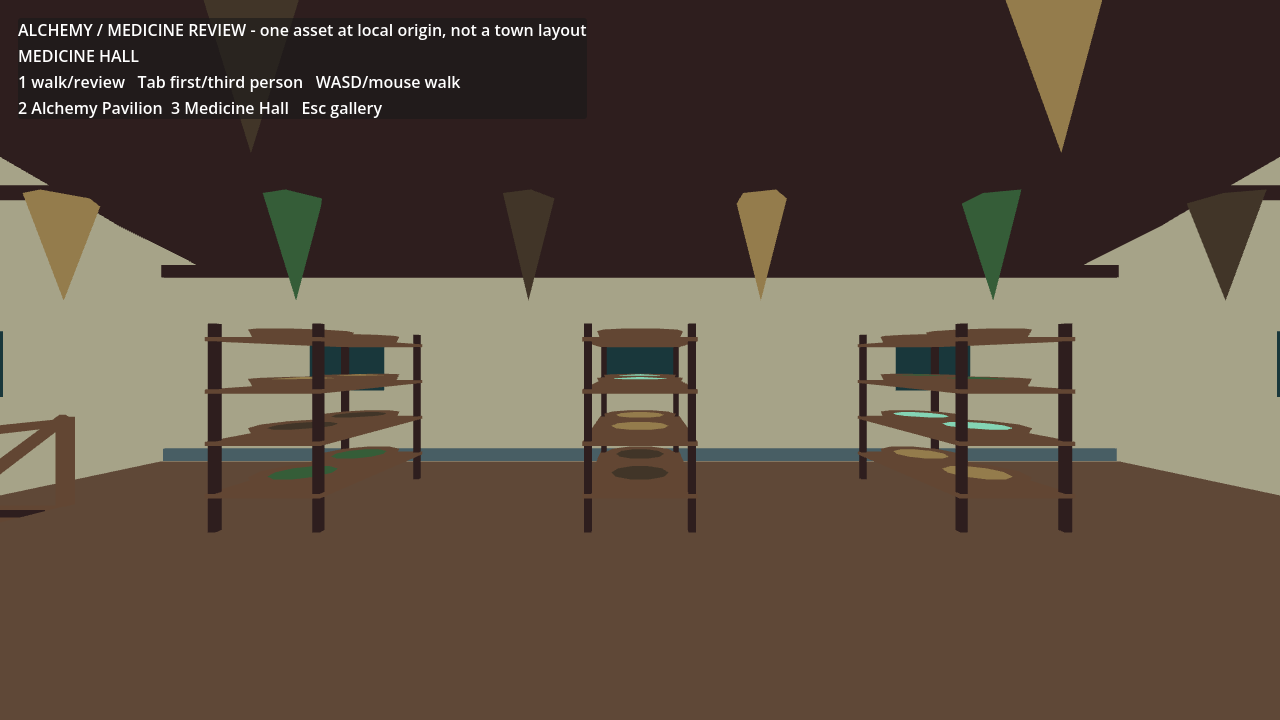 ALCHEMY / MEDICINE REVIEW - one asset at local origin, not a town layout
MEDICINE HALL
1 walk/review   Tab first/third person   WASD/mouse walk
2 Alchemy Pavilion  3 Medicine Hall   Esc gallery